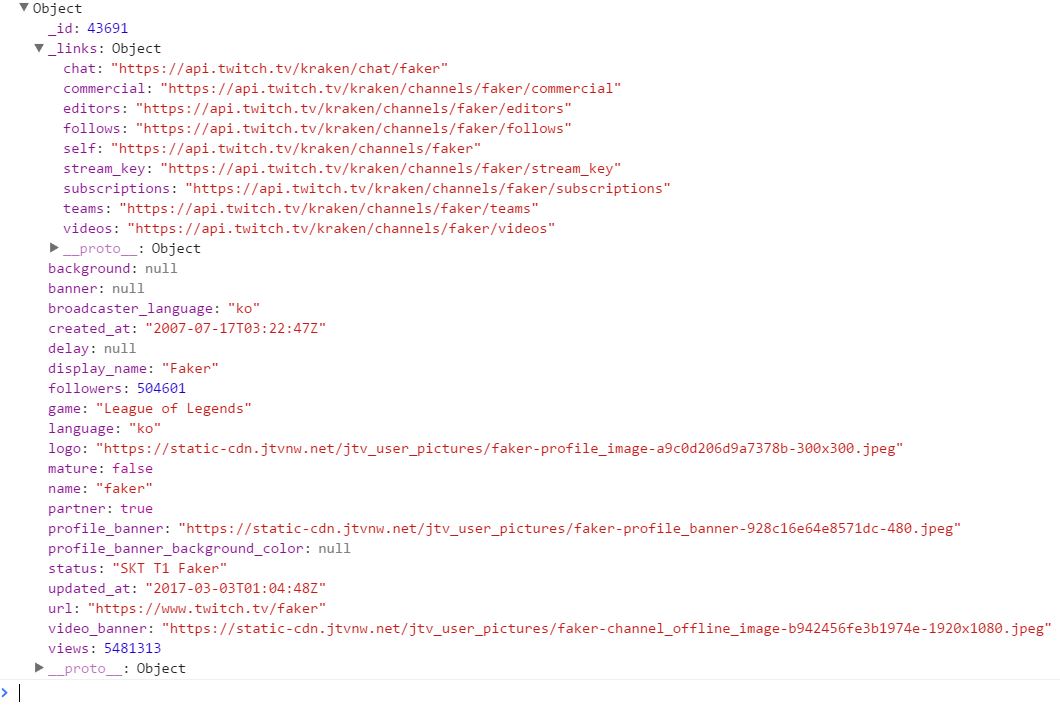 ▼Object
_id: 43691
▼_links: Object
chat: "https://api.twitch.tv/kraken/chat/faker"
commercial: "https://api.twitch.tv/kraken/channels/faker/commercial"
editors: "https://api.twitch.tv/kraken/channels/faker/editors"
follows: "https://api.twitch.tv/kraken/channels/faker/follows"
self: "https://api.twitch.tv/kraken/channels/faker"
stream_key: "https://api.twitch.tv/kraken/channels/faker/stream_key"
subscriptions: "https://api.twitch.tv/kraken/channels/faker/subscriptions"
teams: "https://api.twitch.tv/kraken/channels/faker/teams"
videos: "https://api.twitch.tv/kraken/channels/faker/videos"
▶__proto__: Object
background: null
banner: null
broadcaster_language: "ko"
created_at: "2007-07-17T03:22:47Z"
delay: null
display_name: "Faker"
followers: 504601
game: "League of Legends"
language: "ko"
logo: "https://static-cdn.jtvnw.net/jtv_user_pictures/faker-profile_image-a9c0d206d9a7378b-300x300.jpeg"
mature: false
name: "faker"
partner: true
profile_banner: "https://static-cdn.jtvnw.net/jtv_user_pictures/faker-profile_banner-928c16e64e8571dc-480.jpeg"
profile_banner_background_color: null
status: "SKT T1 Faker"
updated_at: "2017-03-03T01:04:48Z"
url: "https://www.twitch.tv/faker"
video_banner: "https://static-cdn.jtvnw.net/jtv_user_pictures/faker-channel_offline_image-b942456fe3b1974e-1920x1080.jpeg"
views: 5481313
▶__proto__: Object
>